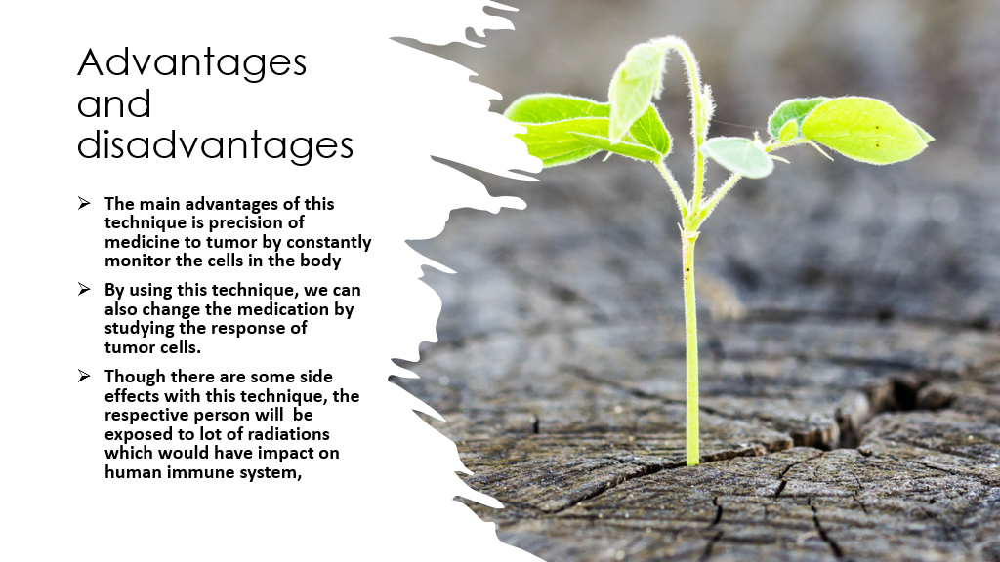 Advantages
and
disadvantages
➢ The main advantages of this
technique is precision of
medicine to tumor by constantly
monitor the cells in the body
➢ By using this technique, we can
also change the medication by
studying the response of
tumor cells.
➢ Though there are some side
effects with this technique, the
respective person will  be
exposed to lot of radiations
which would have impact on
human immune system,